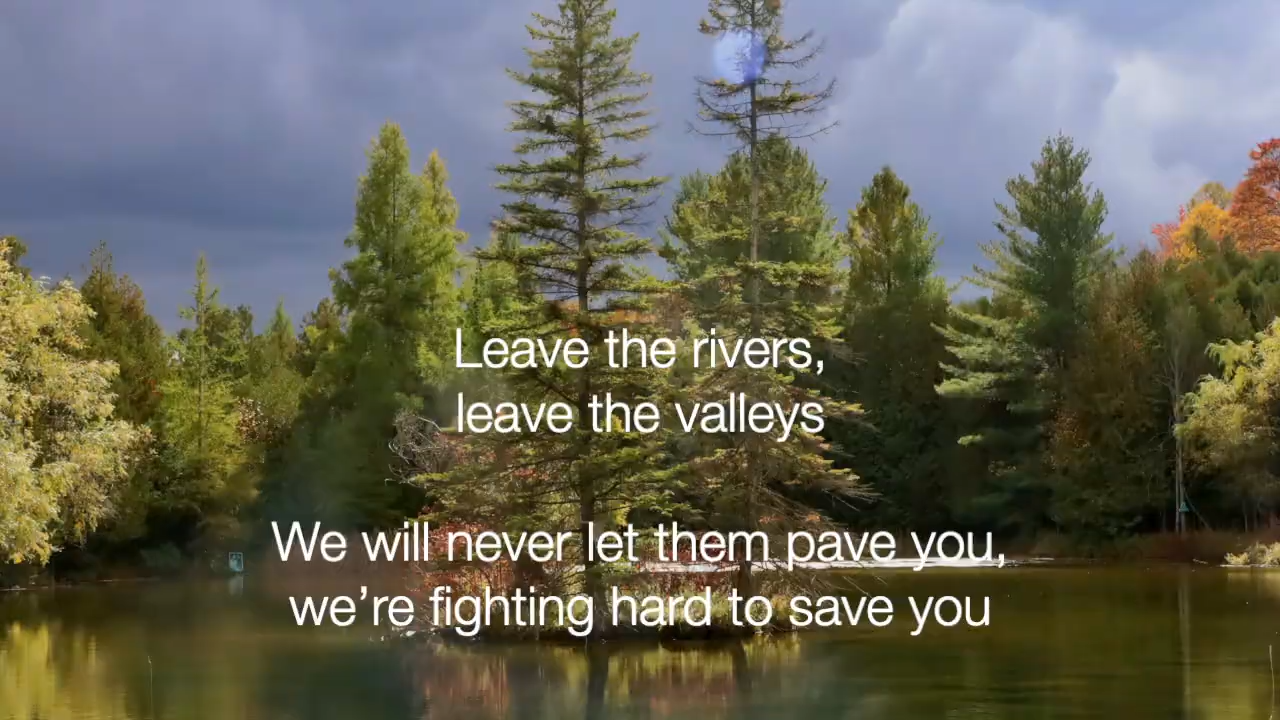 Leave the rivers,
leave the valleys
We will never let them pave you,
we’re fighting hard to save you